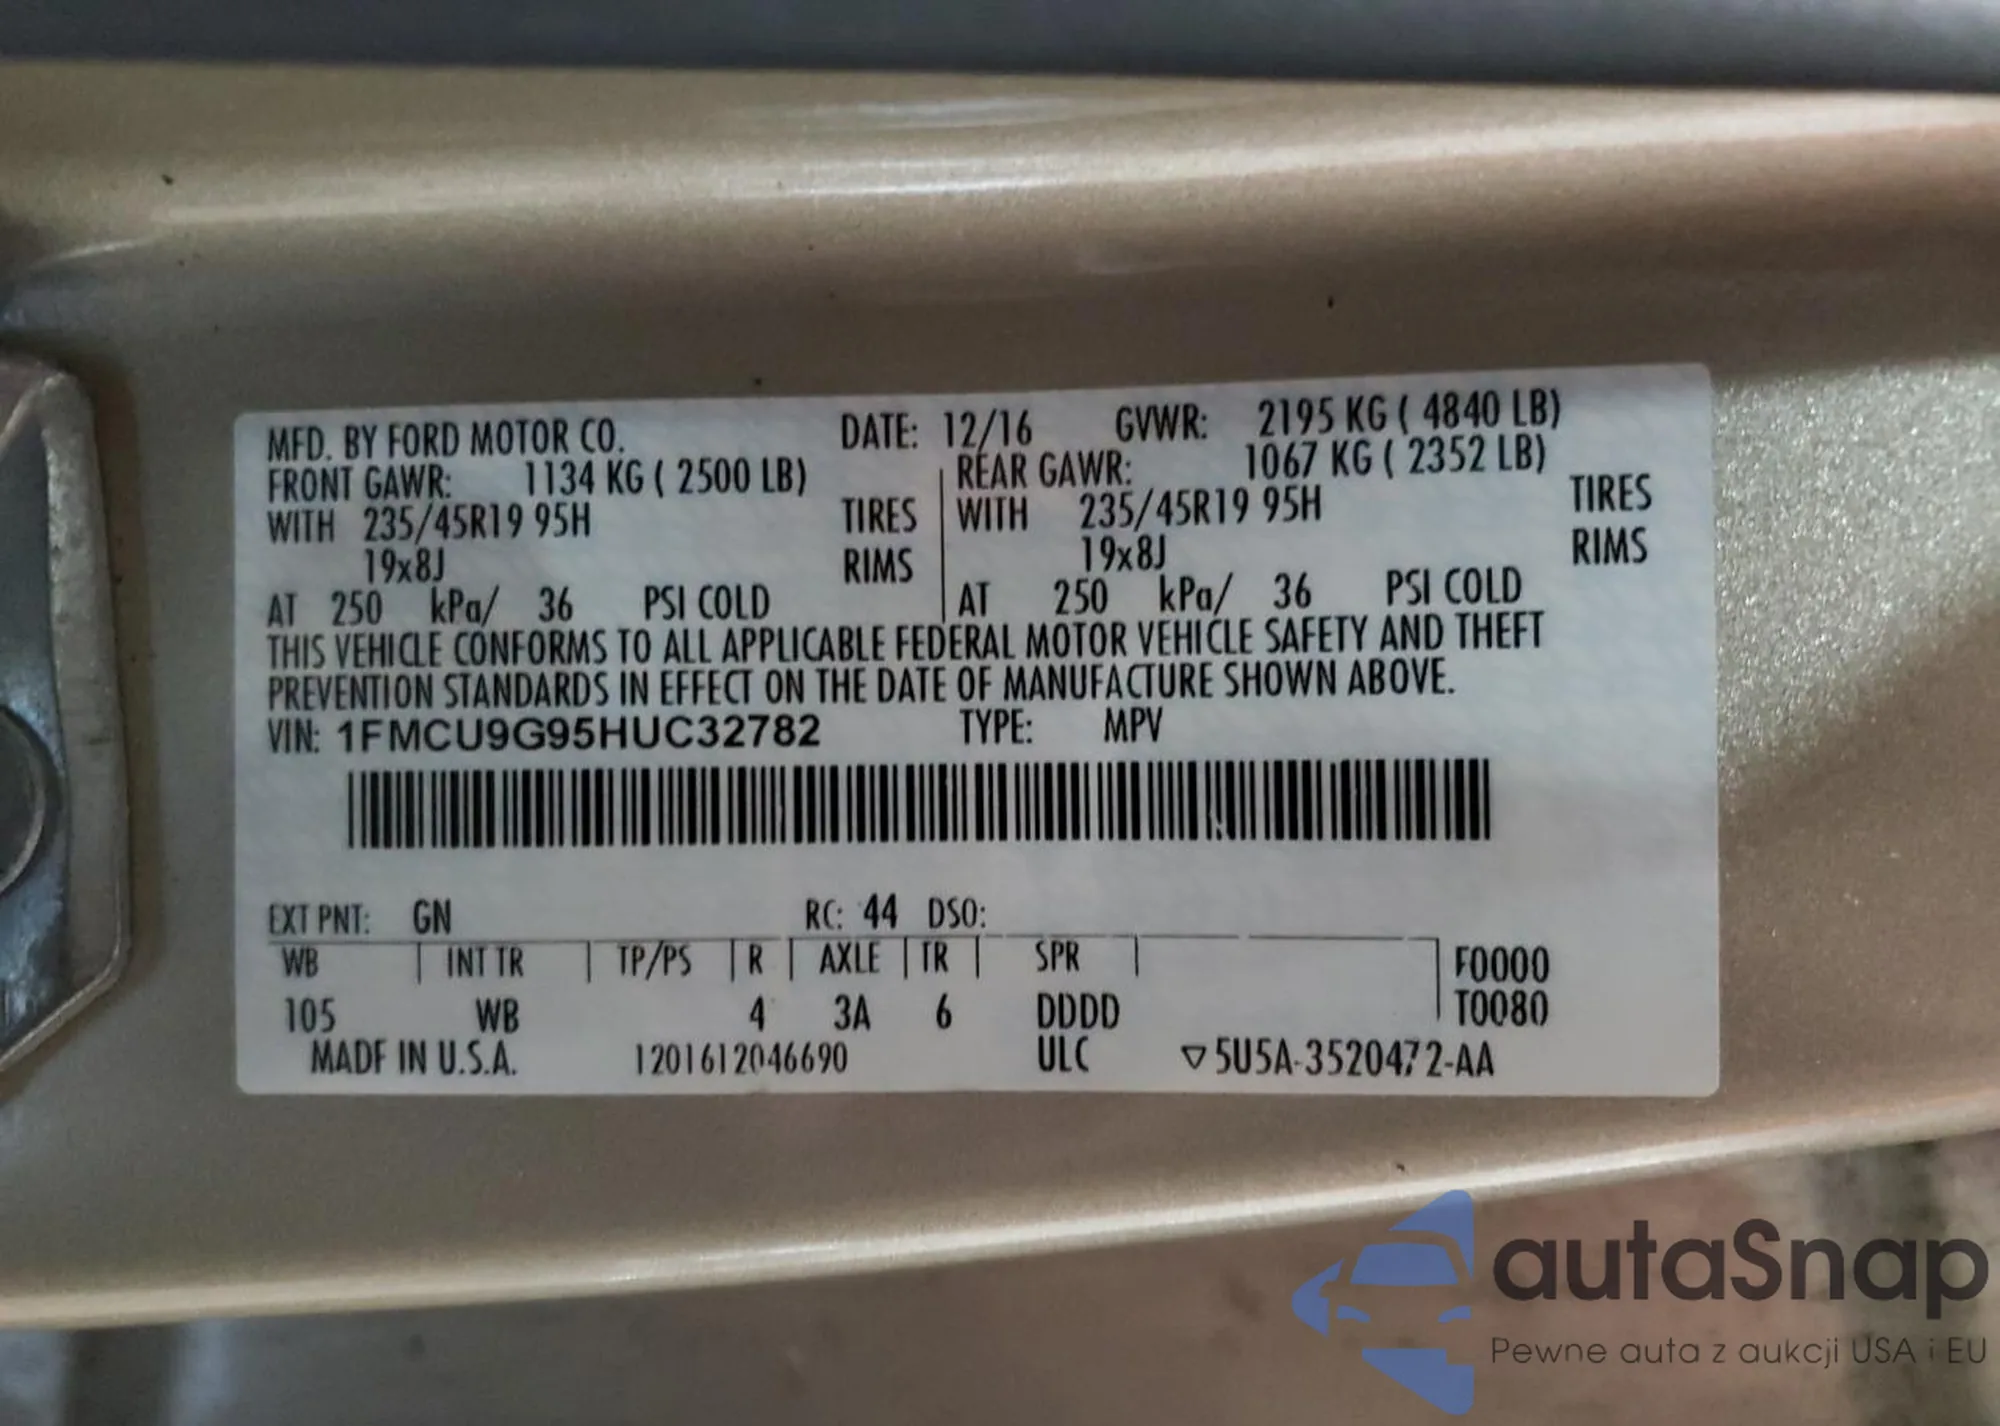 MFD. BY FORD MOTOR CO. DATE: 12/16 GVWR: 2195 KG ( 4840 LB)
FRONT GAWR: 1134 KG ( 2500 LB) REAR GAWR: 1067 KG ( 2352 LB)
WITH 235/45R19 95H TIRES WITH 235/45R19 95H TIRES
19x8J RIMS 19x8J RIMS
AT 250 kPa/ 36 PSI COLD AT 250 kPa/ 36 PSI COLD
THIS VEHICLE CONFORMS TO ALL APPLICABLE FEDERAL MOTOR VEHICLE SAFETY AND THEFT
PREVENTION STANDARDS IN EFFECT ON THE DATE OF MANUFACTURE SHOWN ABOVE.
VIN: 1FMCU9G95HUC32782 TYPE: MPV
EXT PNT: GN RC: 44 DSO:
WB INT TR TP/PS R AXLE TR SPR F0000
105 WB 4 3A 6 DDDD T0080
MADE IN U.S.A. 1201612046690 ULC ▽5U5A-3520472-AA
autaSnap
Pewne auta z aukcji USA i EU